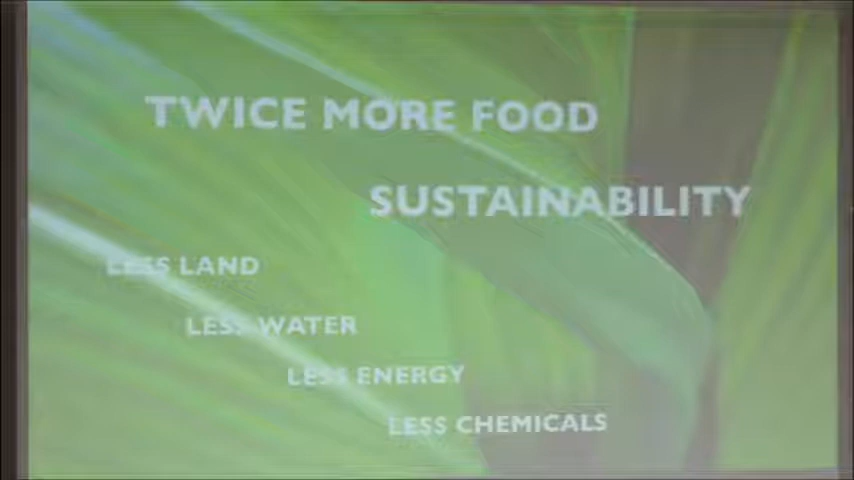 TWICE MORE FOOD
SUSTAINABILITY
LESS LAND
LESS WATER
LESS ENERGY
LESS CHEMICALS